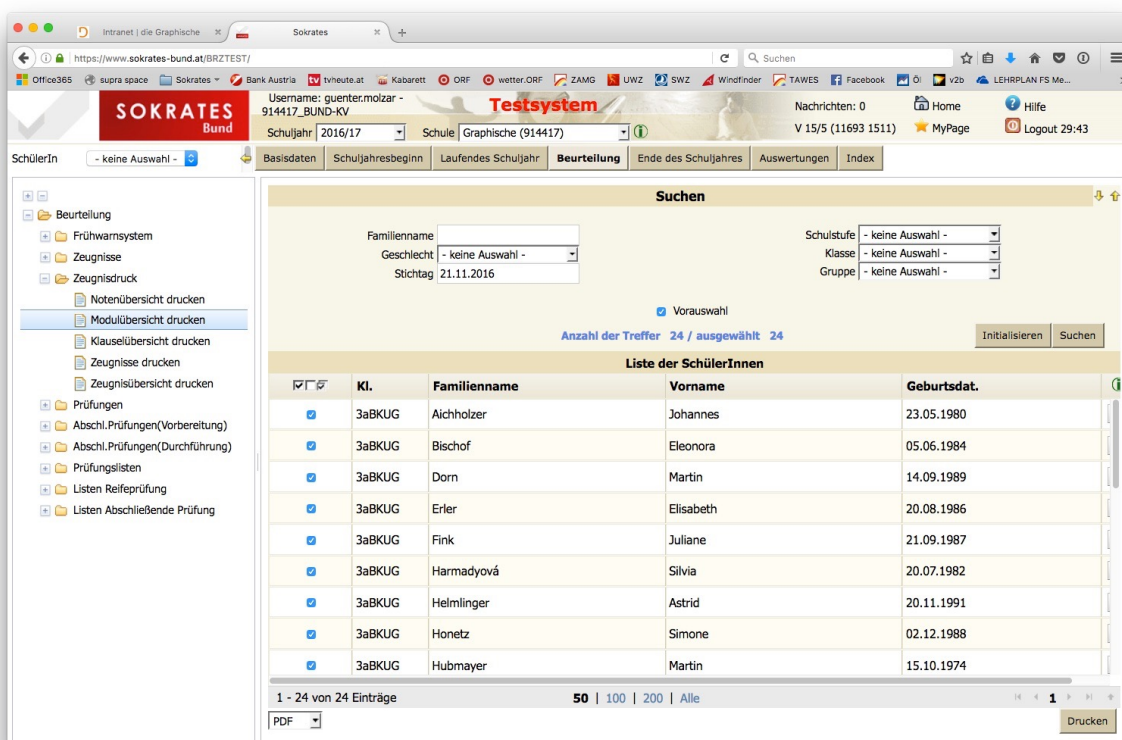 Intranet | die Graphische
Sokrates
https://www.sokrates-bund.at/BRZTEST/
Suchen
Office365 supra space Sokrates Bank Austria tvheute.at Kabarett ORF wetter.ORF ZAMG UWZ SWZ Windfinder TAWES Facebook Öl v2b LEHRPLAN FS Me...
SOKRATES
Bund
Username: guenter.molzar -
914417_BUND-KV
Testsystem
Schuljahr 2016/17 Schule Graphische (914417)
Nachrichten: 0 Home Hilfe
V 15/5 (11693 1511) MyPage Logout 29:43
SchülerIn - keine Auswahl -
Basisdaten Schuljahresbeginn Laufendes Schuljahr Beurteilung Ende des Schuljahres Auswertungen Index
Beurteilung
Frühwarnsystem
Zeugnisse
Zeugnisdruck
Notenübersicht drucken
Modulübersicht drucken
Klauselübersicht drucken
Zeugnisse drucken
Zeugnisübersicht drucken
Prüfungen
Abschl.Prüfungen(Vorbereitung)
Abschl.Prüfungen(Durchführung)
Prüfungslisten
Listen Reifeprüfung
Listen Abschließende Prüfung
Suchen
Familienname
Geschlecht - keine Auswahl -
Stichtag 21.11.2016
Schulstufe - keine Auswahl -
Klasse - keine Auswahl -
Gruppe - keine Auswahl -
Vorauswahl
Anzahl der Treffer 24 / ausgewählt 24
Initialisieren Suchen
Liste der SchülerInnen
Kl. Familienname Vorname Geburtsdat.
3aBKUG Aichholzer Johannes 23.05.1980
3aBKUG Bischof Eleonora 05.06.1984
3aBKUG Dorn Martin 14.09.1989
3aBKUG Erler Elisabeth 20.08.1986
3aBKUG Fink Juliane 21.09.1987
3aBKUG Harmadyová Silvia 20.07.1982
3aBKUG Helmlinger Astrid 20.11.1991
3aBKUG Honetz Simone 02.12.1988
3aBKUG Hubmayer Martin 15.10.1974
1 - 24 von 24 Einträge 50 | 100 | 200 | Alle 1
PDF Drucken